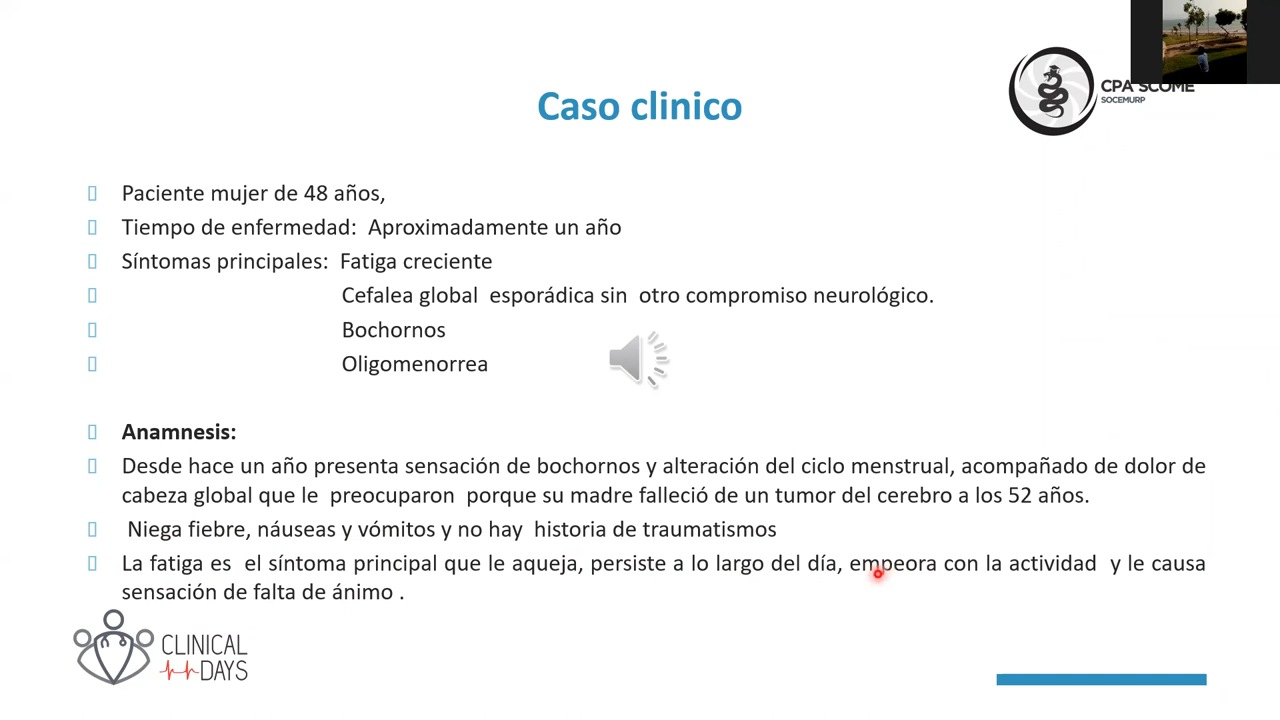 CPA SCOME
SOCEMURP
Caso clinico
Paciente mujer de 48 años,
Tiempo de enfermedad: Aproximadamente un año
Síntomas principales: Fatiga creciente
Cefalea global esporádica sin otro compromiso neurológico.
Bochornos
Oligomenorrea
Anamnesis:
Desde hace un año presenta sensación de bochornos y alteración del ciclo menstrual, acompañado de dolor de
cabeza global que le preocuparon porque su madre falleció de un tumor del cerebro a los 52 años.
Niega fiebre, náuseas y vómitos y no hay historia de traumatismos
La fatiga es el síntoma principal que le aqueja, persiste a lo largo del día, empeora con la actividad y le causa
sensación de falta de ánimo .
CLINICAL
DAYS